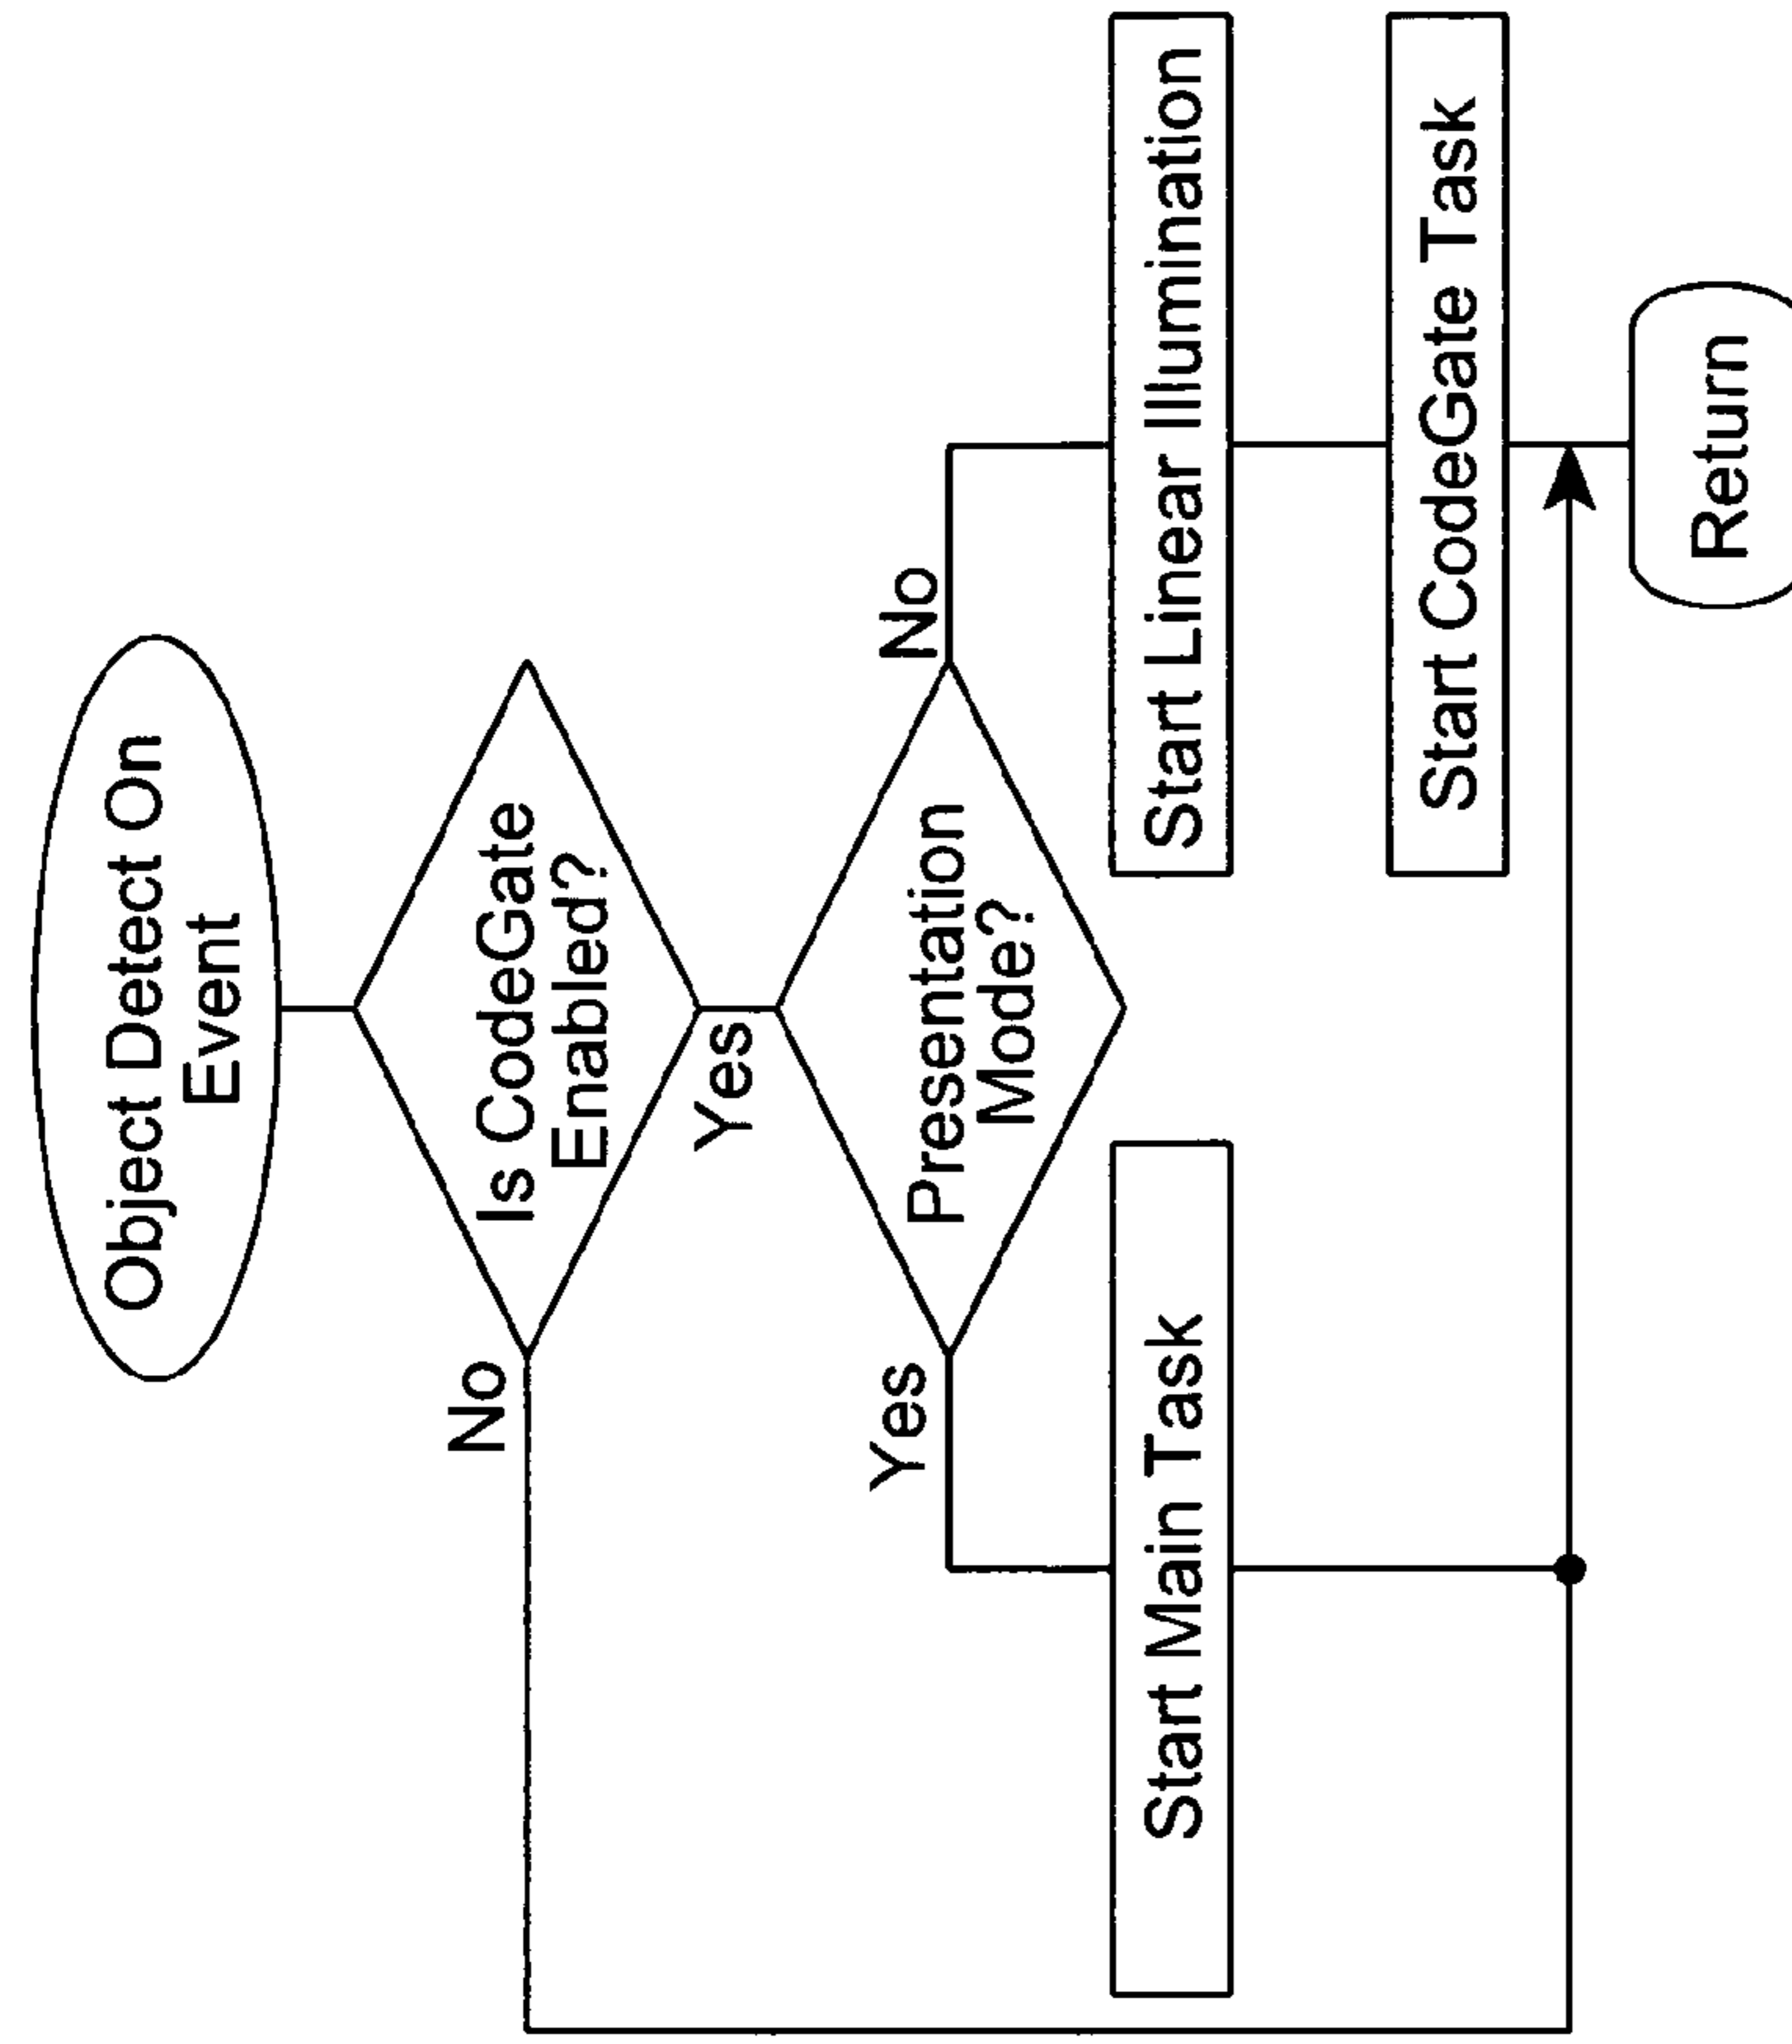 Object Detect On
Event
Is CodeGate
Enabled?
No
Yes
Presentation
Mode?
Yes
No
Start Main Task
Start Linear Illumination
Start CodeGate Task
Return